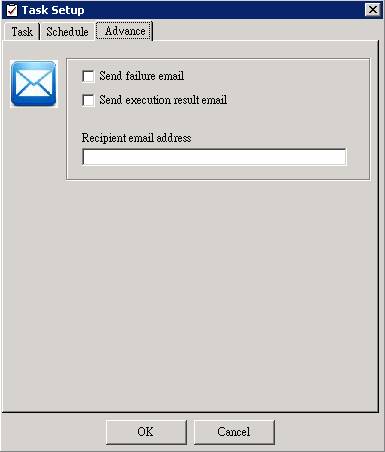 Task Setup
Task Schedule Advance
Send failure email
Send execution result email
Recipient email address
OK Cancel